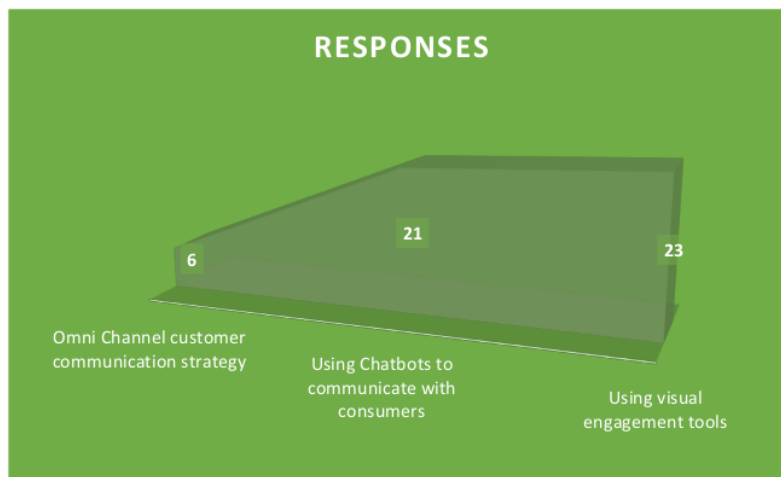 RESPONSES
6
21
23
Omni Channel customer
communication strategy
Using Chatbots to
communicate with
consumers
Using visual
engagement tools